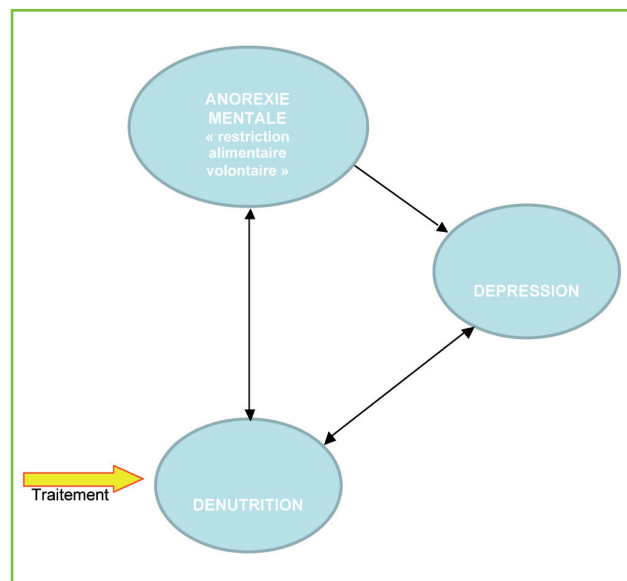 ANOREXIE
MENTALE
« restriction
alimentaire
volontaire »
DEPRESSION
DENUTRITION
Traitement